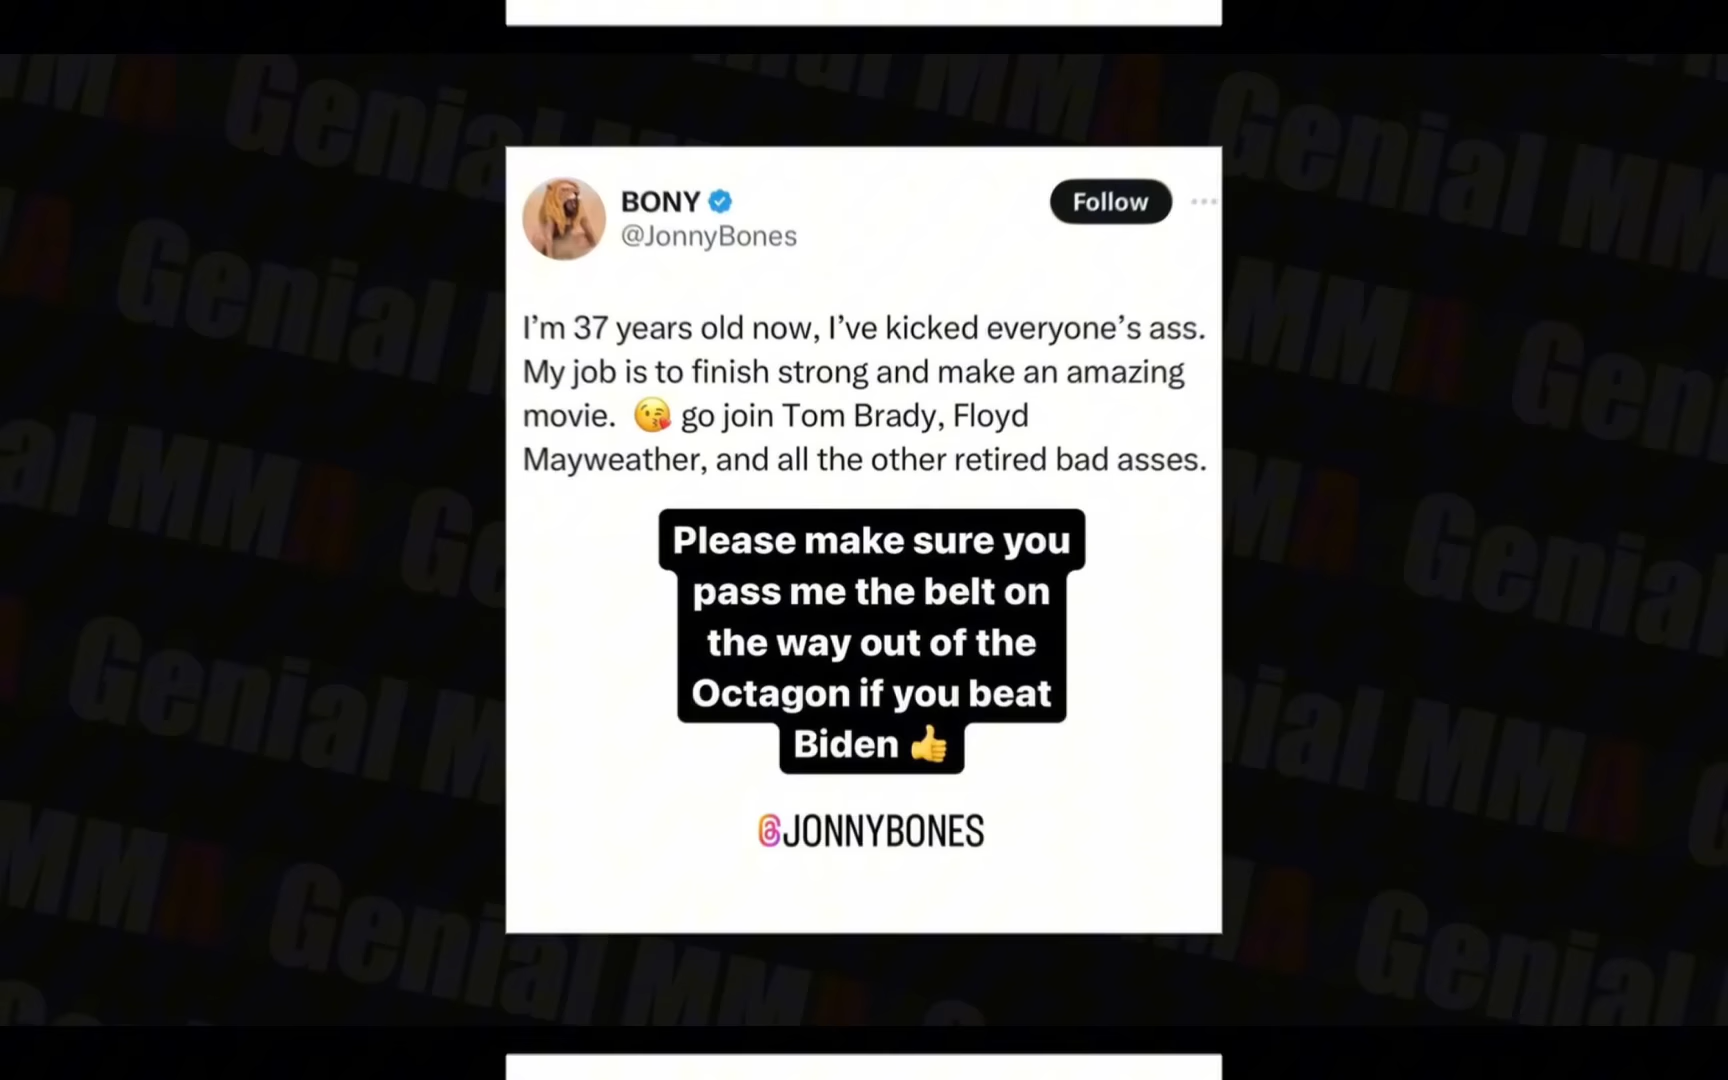 BONY
@JonnyBones
Follow
I’m 37 years old now, I’ve kicked everyone’s ass.
My job is to finish strong and make an amazing
movie. 😘 go join Tom Brady, Floyd
Mayweather, and all the other retired bad asses.
Please make sure you
pass me the belt on
the way out of the
Octagon if you beat
Biden 👍
@JONNYBONES
Genial MMA